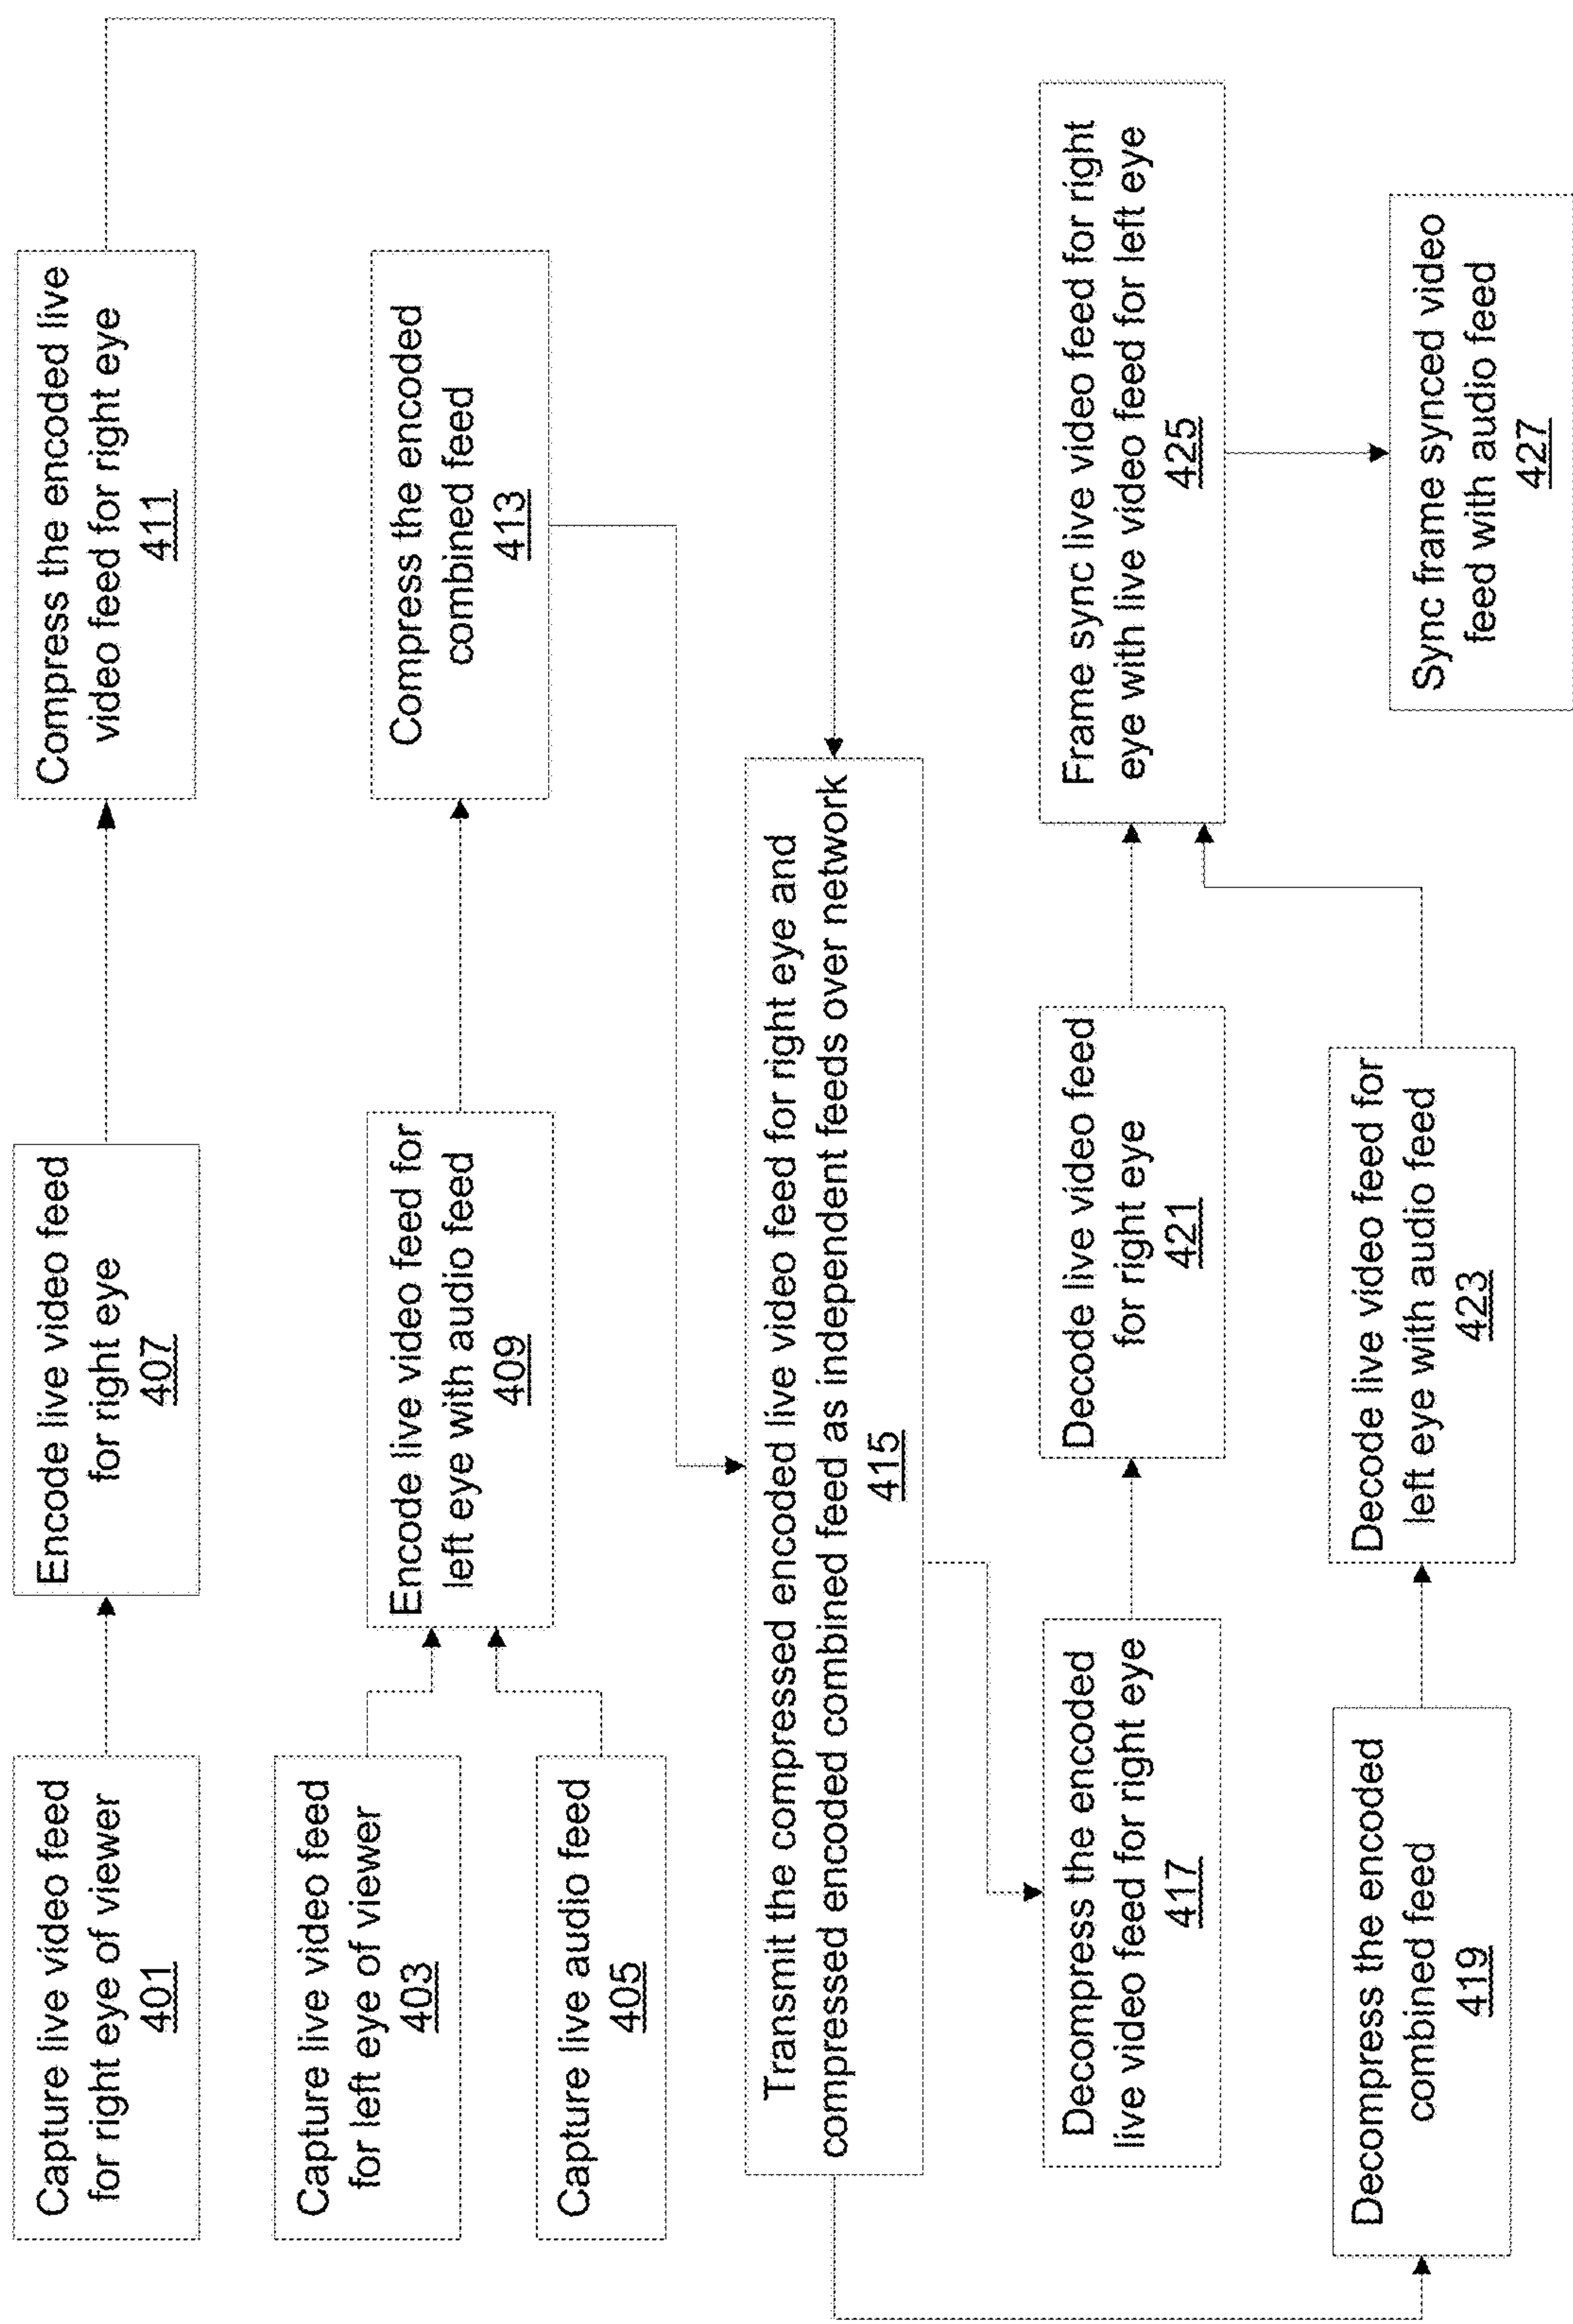 Capture live video feed
for right eye of viewer
401
Encode live video feed
for right eye
407
Compress the encoded live
video feed for right eye
411
Capture live video feed
for left eye of viewer
403
Capture live audio feed
405
Encode live video feed for
left eye with audio feed
409
Compress the encoded
combined feed
413
Transmit the compressed encoded live video feed for right eye and
compressed encoded combined feed as independent feeds over network
415
Decompress the encoded
live video feed for right eye
417
Decode live video feed
for right eye
421
Frame sync live video feed for right
eye with live video feed for left eye
425
Decompress the encoded
combined feed
419
Decode live video feed for
left eye with audio feed
423
Sync frame synced video
feed with audio feed
427